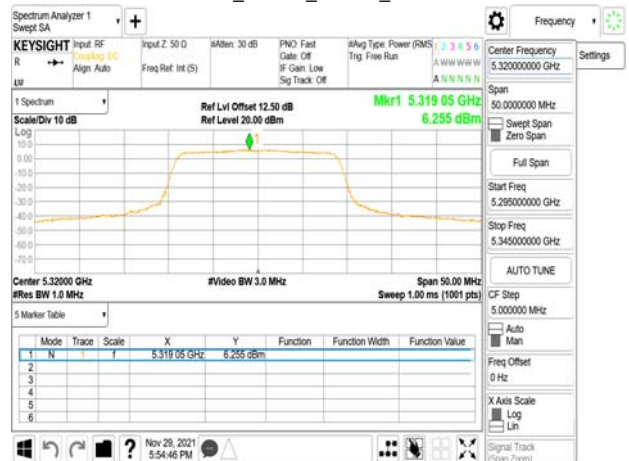 Spectrum Analyzer 1
Swept SA
Frequency
KEYSIGHT
R
Input: RF
Coupling: DC
Align: Auto
Input Z: 50 Ω
Freq Ref: Int (S)
#Atten: 30 dB
PNO: Fast
Gate: Off
IF Gain: Low
Sig Track: Off
#Avg Type: Power (RMS
Trig: Free Run
1 2 3 4 5 6
A W W W W W
A N N N N N
Settings
Center Frequency
5.320000000 GHz
Span
50.0000000 MHz
Swept Span
Zero Span
Full Span
Start Freq
5.295000000 GHz
Stop Freq
5.345000000 GHz
AUTO TUNE
CF Step
5.000000 MHz
Auto
Man
Freq Offset
0 Hz
X Axis Scale
Log
Lin
Signal Track
(Span Zoom)
1 Spectrum
Scale/Div 10 dB
Ref Lvl Offset 12.50 dB
Ref Level 20.00 dBm
Mkr1 5.319 05 GHz
6.255 dBm
Log
10.0
0.00
-10.0
-20.0
-30.0
-40.0
-50.0
-60.0
-70.0
1
Center 5.32000 GHz
#Res BW 1.0 MHz
#Video BW 3.0 MHz
Span 50.00 MHz
Sweep 1.00 ms (1001 pts)
5 Marker Table
Mode Trace Scale X Y Function Function Width Function Value
1 N 1 f 5.319 05 GHz 6.255 dBm
2
3
4
5
6
?
Nov 29, 2021
5:54:46 PM